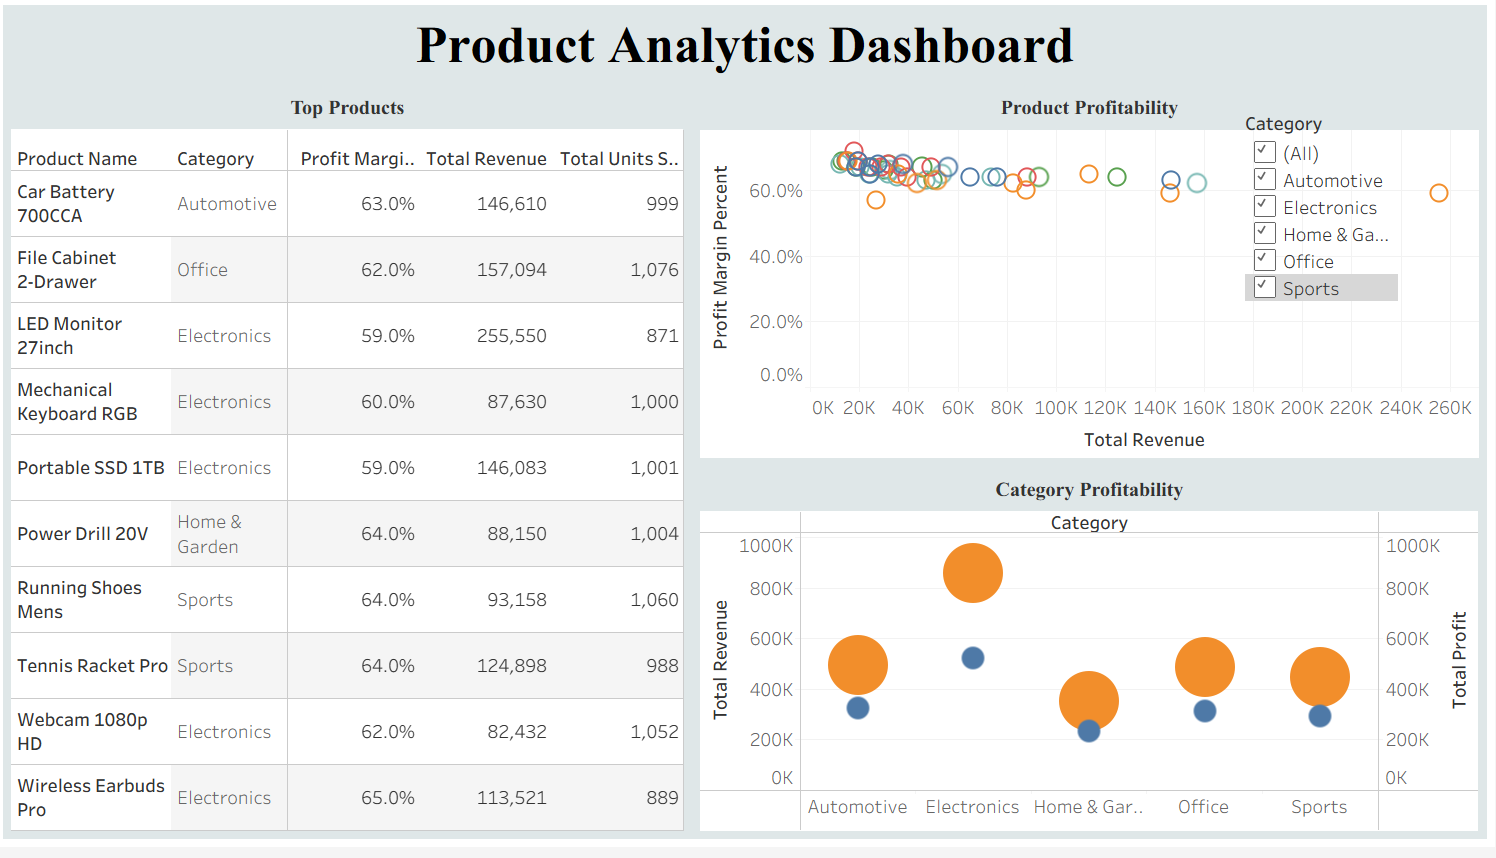 Product Analytics Dashboard
Top Products
Product Name Category Profit Margi.. Total Revenue Total Units S..
Car Battery
700CCA
Automotive 63.0% 146,610 999
File Cabinet
2-Drawer
Office 62.0% 157,094 1,076
LED Monitor
27inch
Electronics 59.0% 255,550 871
Mechanical
Keyboard RGB
Electronics 60.0% 87,630 1,000
Portable SSD 1TB Electronics 59.0% 146,083 1,001
Power Drill 20V
Home &
Garden
64.0% 88,150 1,004
Running Shoes
Mens
Sports 64.0% 93,158 1,060
Tennis Racket Pro Sports 64.0% 124,898 988
Webcam 1080p
HD
Electronics 62.0% 82,432 1,052
Wireless Earbuds
Pro
Electronics 65.0% 113,521 889
Product Profitability
Category
(All)
Automotive
Electronics
Home & Ga...
Office
Sports
Profit Margin Percent
60.0%
40.0%
20.0%
0.0%
0K 20K 40K 60K 80K 100K 120K 140K 160K 180K 200K 220K 240K 260K
Total Revenue
Category Profitability
Category
Total Revenue
1000K
800K
600K
400K
200K
0K
1000K
800K
600K
400K
200K
0K
Total Profit
Automotive Electronics Home & Gar.. Office Sports